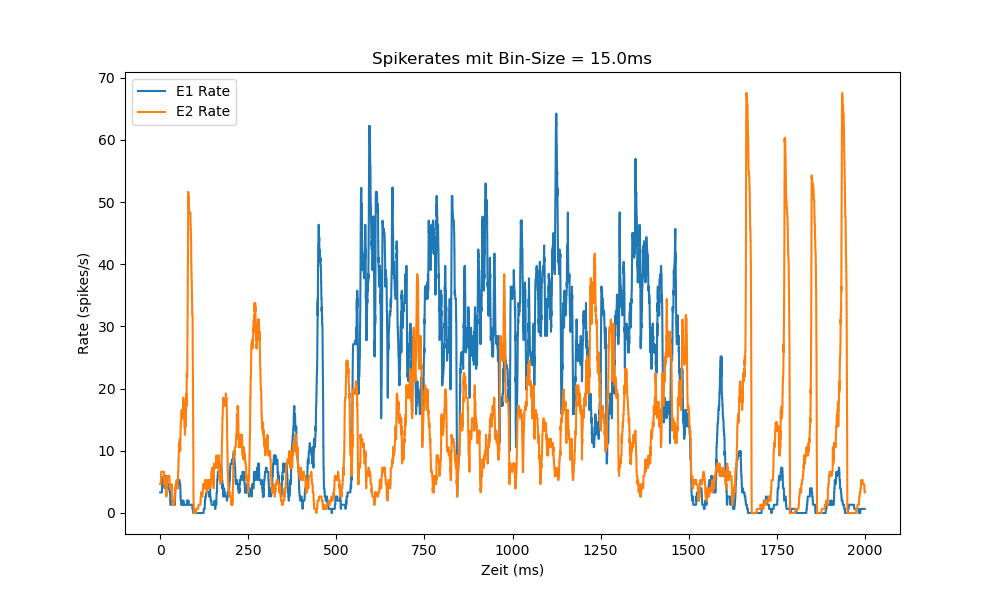 Spikerates mit Bin-Size = 15.0ms
E1 Rate
E2 Rate
Rate (spikes/s)
70
60
50
40
30
20
10
0
0 250 500 750 1000 1250 1500 1750 2000
Zeit (ms)